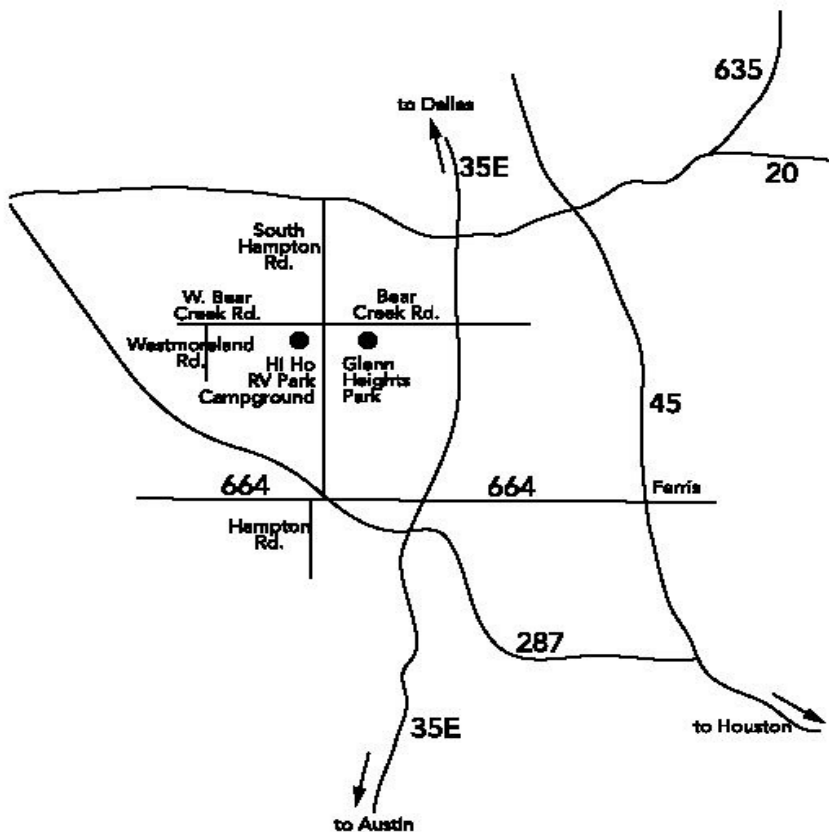 635
to Dallas
35E
20
South
Hampton
Rd.
W. Bear
Creek Rd.
Bear
Creek Rd.
Westmoreland
Rd.
Hi Ho
RV Park
Campground
Glenn
Heights
Park
45
664
664
Ferris
Hampton
Rd.
287
35E
to Houston
to Austin